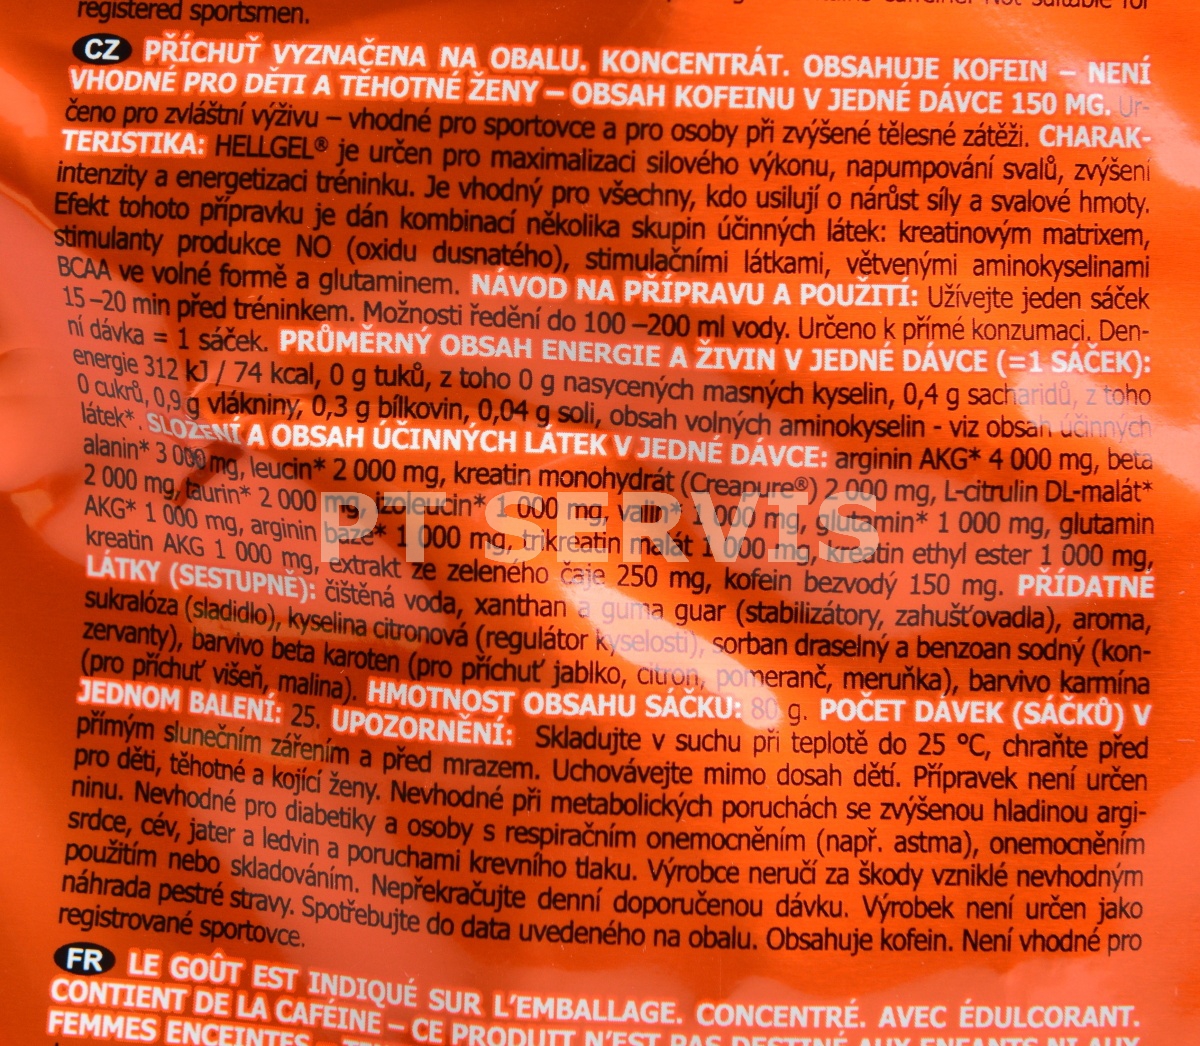 registered sportsmen.
CZ PŘÍCHUŤ VYZNAČENA NA OBALU. KONCENTRÁT. OBSAHUJE KOFEIN – NENÍ
VHODNÉ PRO DĚTI A TĚHOTNÉ ŽENY – OBSAH KOFEINU V JEDNÉ DÁVCE 150 MG. Ur-
čeno pro zvláštní výživu – vhodné pro sportovce a pro osoby při zvýšené tělesné zátěži. CHARAK-
TERISTIKA: HELLGEL® je určen pro maximalizaci silového výkonu, napumpování svalů, zvýšení
intenzity a energetizaci tréninku. Je vhodný pro všechny, kdo usilují o nárůst síly a svalové hmoty.
Efekt tohoto přípravku je dán kombinací několika skupin účinných látek: kreatinovým matrixem,
stimulanty produkce NO (oxidu dusnatého), stimulačními látkami, větvenými aminokyselinami
BCAA ve volné formě a glutaminem. NÁVOD NA PŘÍPRAVU A POUŽITÍ: Užívejte jeden sáček
15–20 min před tréninkem. Možnosti ředění do 100–200 ml vody. Určeno k přímé konzumaci. Den-
ní dávka = 1 sáček. PRŮMĚRNÝ OBSAH ENERGIE A ŽIVIN V JEDNÉ DÁVCE (=1 SÁČEK):
energie 312 kJ / 74 kcal, 0 g tuků, z toho 0 g nasycených masných kyselin, 0,4 g sacharidů, z toho
0 cukrů, 0,9 g vlákniny, 0,3 g bílkovin, 0,04 g soli, obsah volných aminokyselin - viz obsah účinných
látek*. SLOŽENÍ A OBSAH ÚČINNÝCH LÁTEK V JEDNÉ DÁVCE: arginin AKG* 4 000 mg, beta
alanin* 3 000 mg, leucin* 2 000 mg, kreatin monohydrát (Creapure®) 2 000 mg, L-citrulin DL-malát*
2 000 mg, taurin* 2 000 mg, izoleucin* 1 000 mg, valin* 1 000 mg, glutamin* 1 000 mg, glutamin
AKG* 1 000 mg, arginin baze* 1 000 mg, trikreatin malát 1 000 mg, kreatin ethyl ester 1 000 mg,
PT SERVIS
kreatin AKG 1 000 mg, extrakt ze zeleného čaje 250 mg, kofein bezvodý 150 mg. PŘÍDATNÉ
LÁTKY (SESTUPNĚ): čištěná voda, xanthan a guma guar (stabilizátory, zahušťovadla), aroma,
sukralóza (sladidlo), kyselina citronová (regulátor kyselosti), sorban draselný a benzoan sodný (kon-
zervanty), barvivo beta karoten (pro příchuť jablko, citron, pomeranč, meruňka), barvivo karmína
(pro příchuť višeň, malina). HMOTNOST OBSAHU SÁČKU: 80 g. POČET DÁVEK (SÁČKŮ) V
JEDNOM BALENÍ: 25. UPOZORNĚNÍ: Skladujte v suchu při teplotě do 25 °C, chraňte před
přímým slunečním zářením a před mrazem. Uchovávejte mimo dosah dětí. Přípravek není určen
pro děti, těhotné a kojící ženy. Nevhodné při metabolických poruchách se zvýšenou hladinou argi-
ninu. Nevhodné pro diabetiky a osoby s respiračním onemocněním (např. astma), onemocněním
srdce, cév, jater a ledvin a poruchami krevního tlaku. Výrobce neručí za škody vzniklé nevhodným
použitím nebo skladováním. Nepřekračujte denní doporučenou dávku. Výrobek není určen jako
náhrada pestré stravy. Spotřebujte do data uvedeného na obalu. Obsahuje kofein. Není vhodné pro
registrované sportovce.
FR LE GOÛT EST INDIQUÉ SUR L'EMBALLAGE. CONCENTRÉ. AVEC ÉDULCORANT.
CONTIENT DE LA CAFÉINE – CE PRODUIT N'EST PAS DESTINÉ AUX ENFANTS NI AUX
FEMMES ENCEINTES